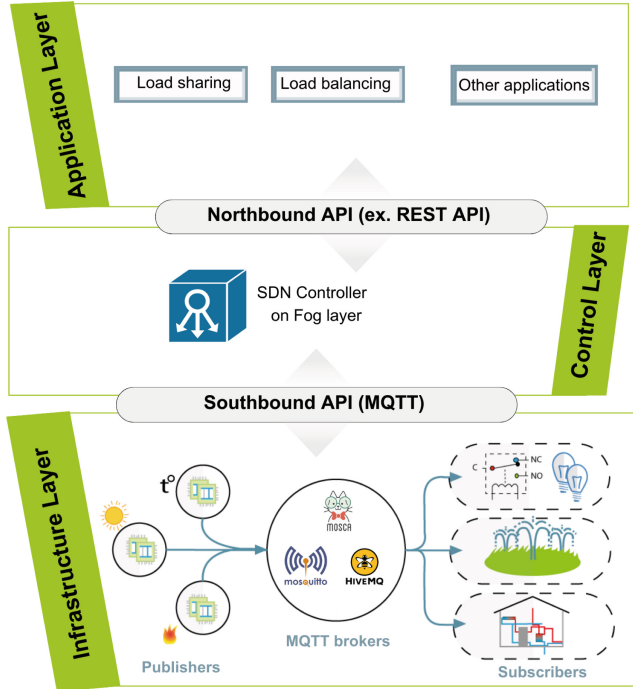 Application Layer
Load sharing
Load balancing
Other applications
Northbound API (ex. REST API)
Control Layer
SDN Controller
on Fog layer
Southbound API (MQTT)
Infrastructure Layer
t°
C
NC
NO
MOSCA
mosquitto
HIVEMQ
MQTT brokers
Publishers
Subscribers